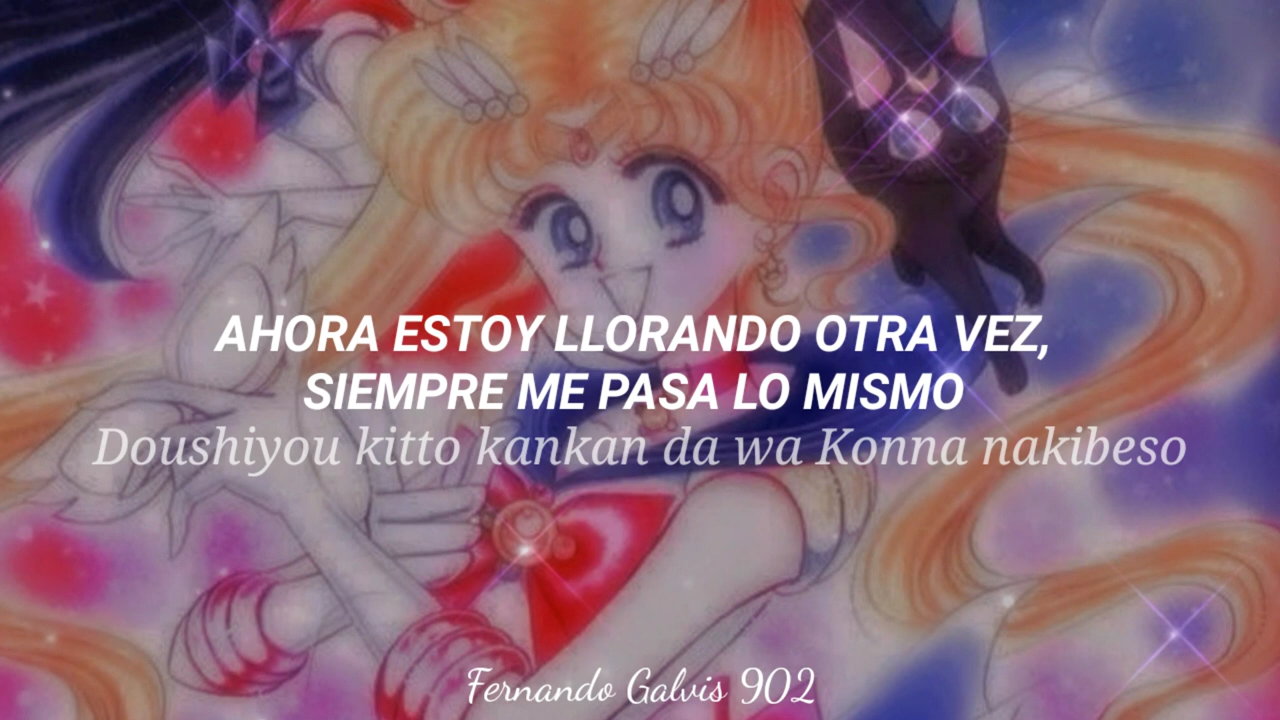 AHORA ESTOY LLORANDO OTRA VEZ,
SIEMPRE ME PASA LO MISMO
Doushiyou kitto kankan da wa Konna nakibeso
Fernando Galvis 902